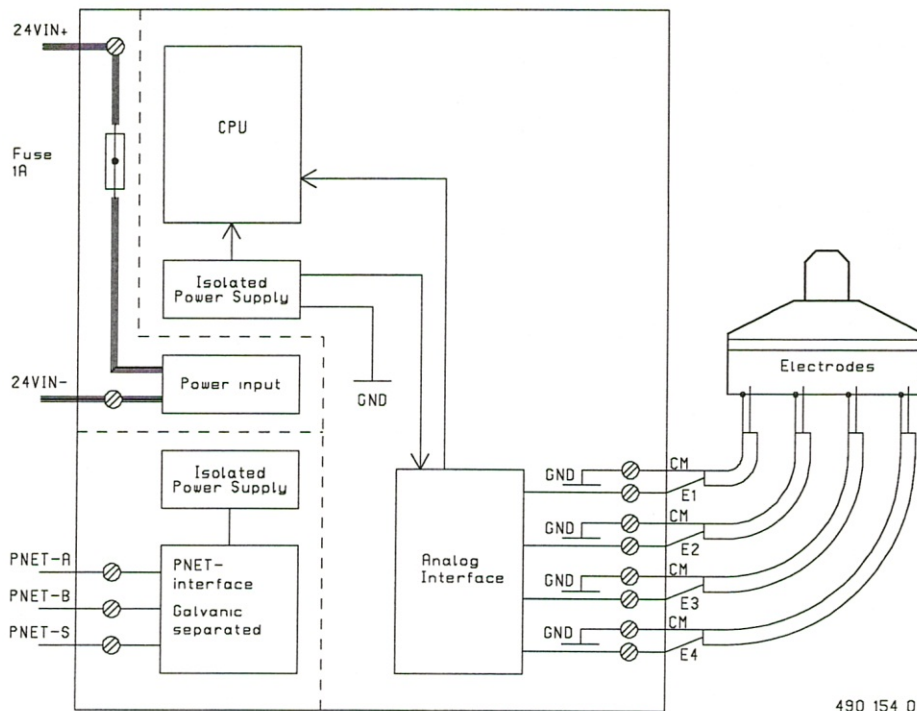 24VIN+
Fuse
1A
CPU
Isolated
Power Supply
24VIN-
Power input
GND
Electrodes
Isolated
Power Supply
GND
CM
E1
GND
CM
E2
GND
CM
E3
GND
CM
E4
Analog
Interface
PNET-A
PNET-B
PNET-S
PNET-
interface
Galvanic
separated
490 154 0